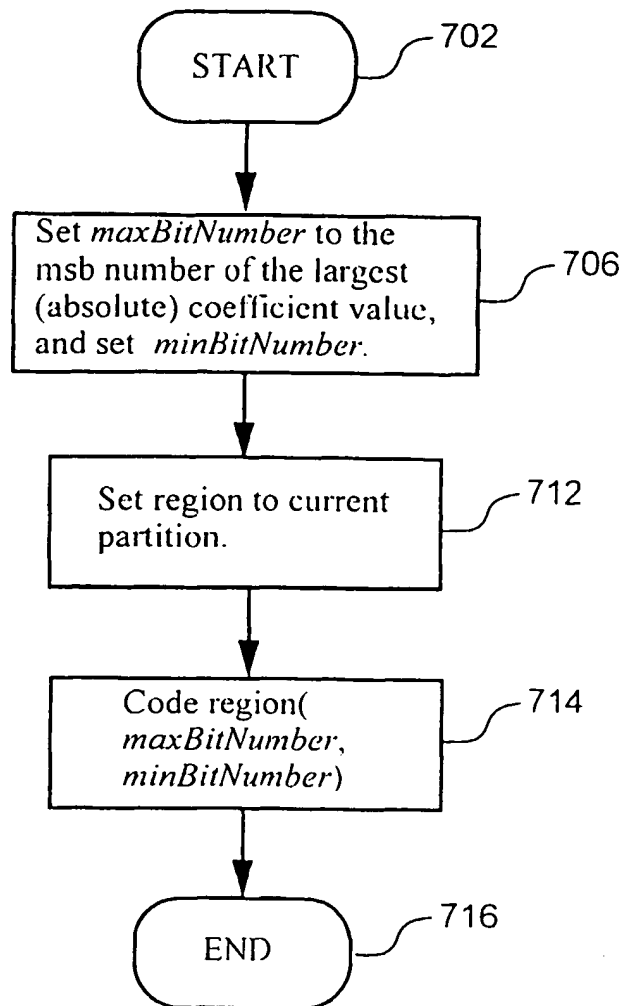 START
702
Set maxBitNumber to the
msb number of the largest
(absolute) coefficient value,
and set minBitNumber.
706
Set region to current
partition.
712
Code region(
maxBitNumber,
minBitNumber)
714
END
716